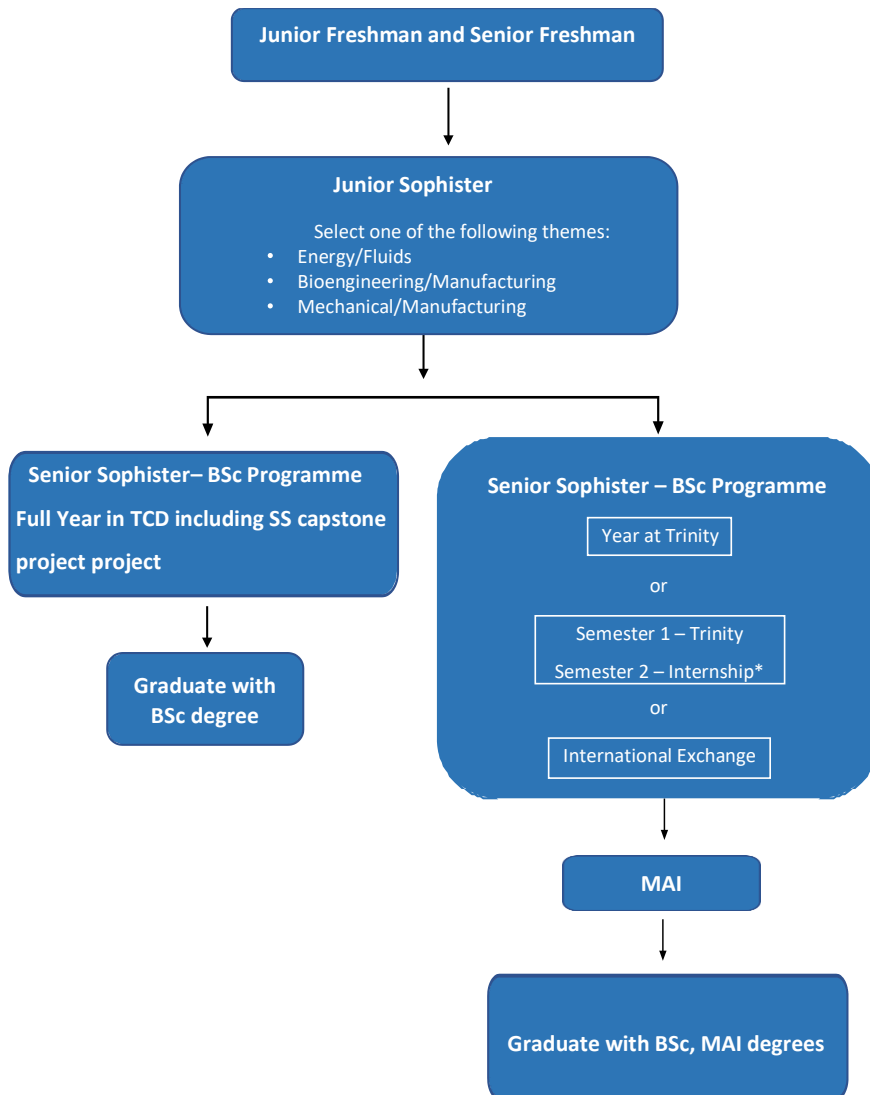 Junior Freshman and Senior Freshman
Junior Sophister
Select one of the following themes:
• Energy/Fluids
• Bioengineering/Manufacturing
• Mechanical/Manufacturing
Senior Sophister– BSc Programme
Full Year in TCD including SS capstone
project project
Graduate with
BSc degree
Senior Sophister – BSc Programme
Year at Trinity
or
Semester 1 – Trinity
Semester 2 – Internship*
or
International Exchange
MAI
Graduate with BSc, MAI degrees